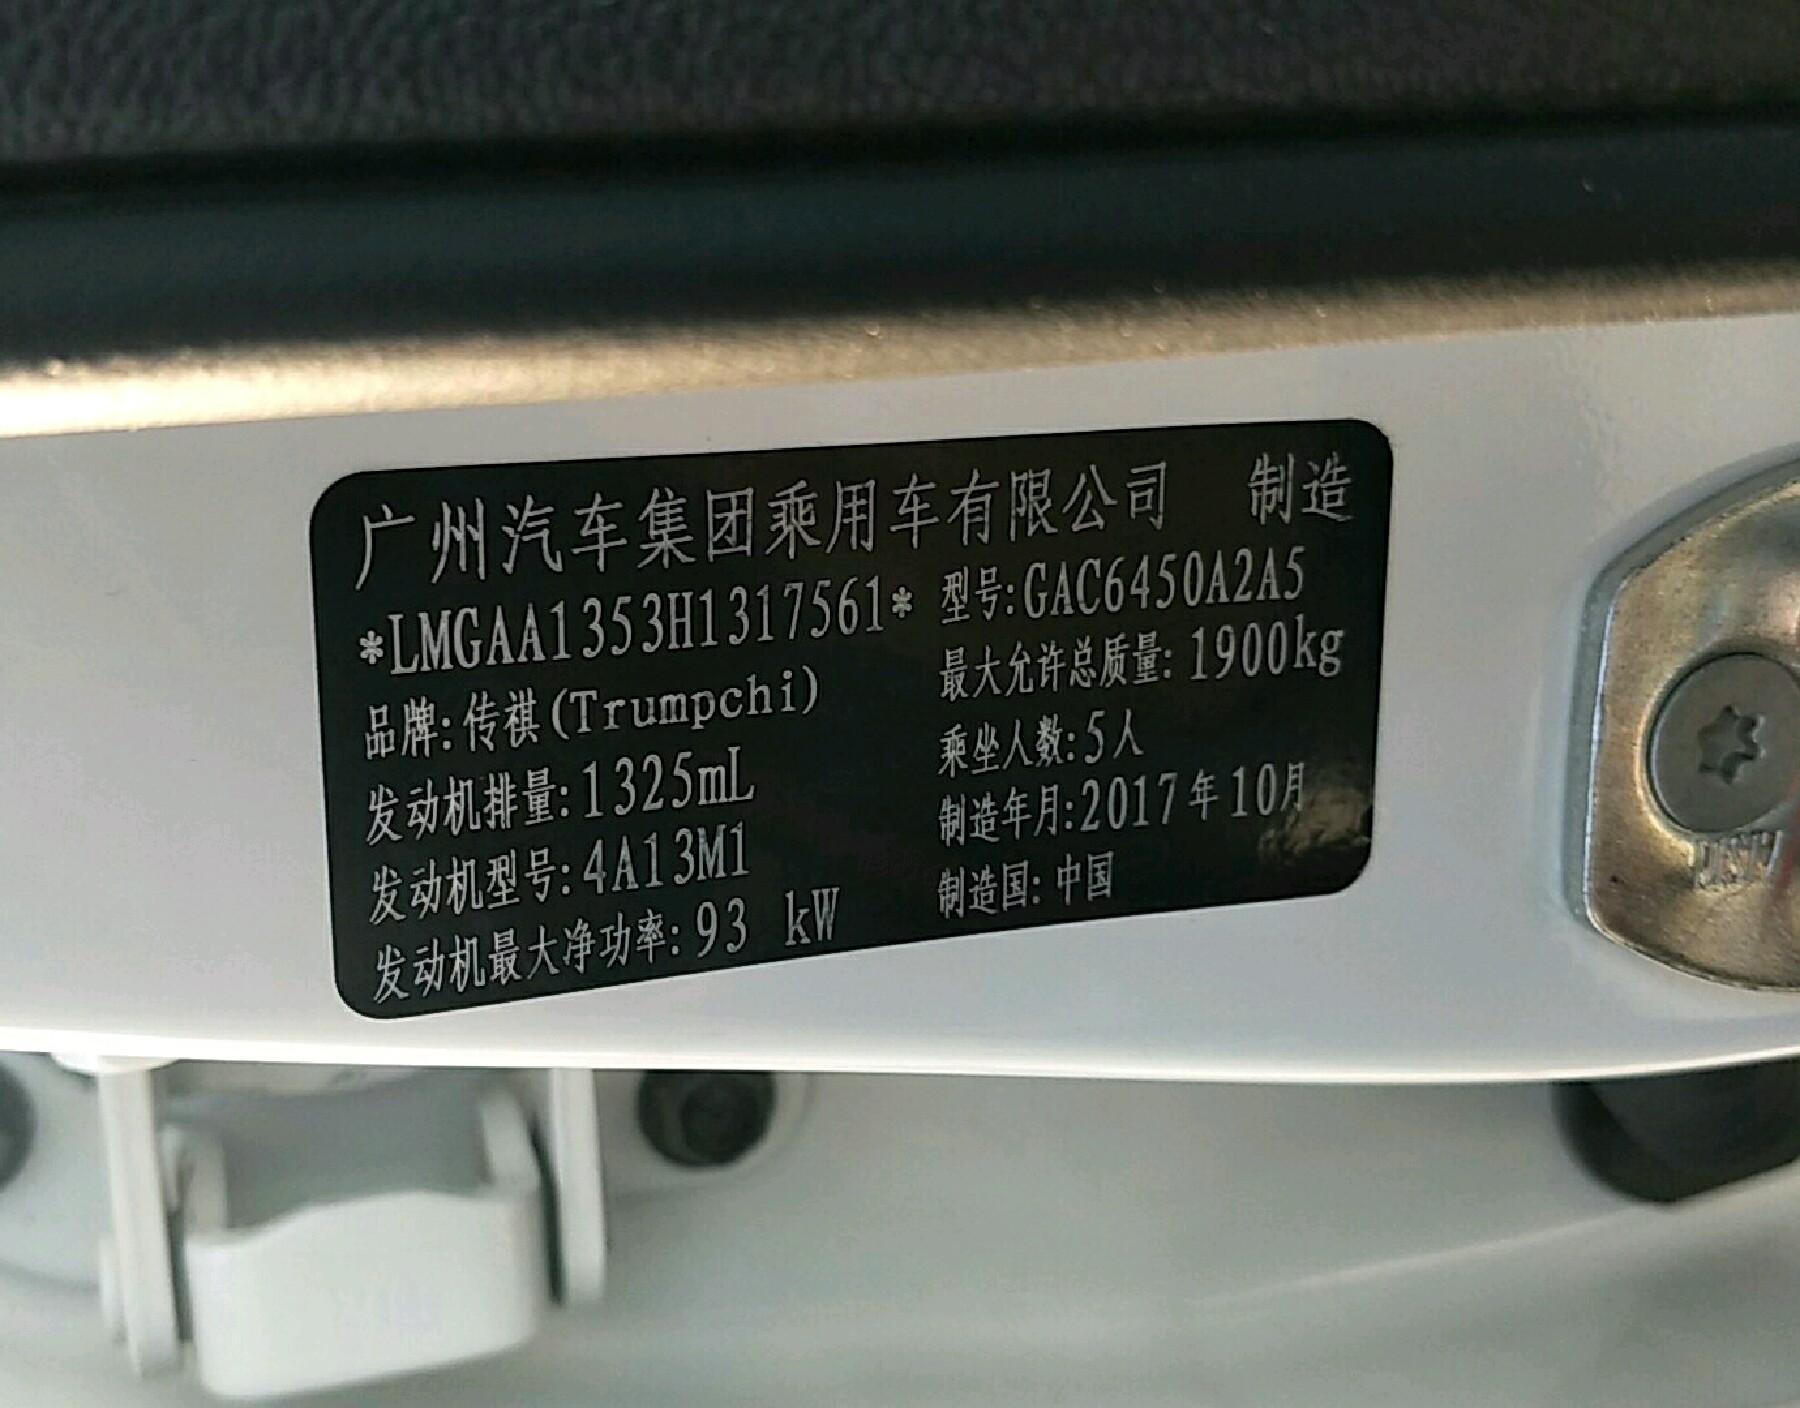 广州汽车集团乘用车有限公司 制造
*LMGAA1353H1317561* 型号:GAC6450A2A5
品牌:传祺(Trumpchi) 最大允许总质量:1900kg
发动机排量:1325mL 乘坐人数:5人
发动机型号:4A13M1 制造年月:2017年10月
发动机最大净功率:93 kW 制造国:中国